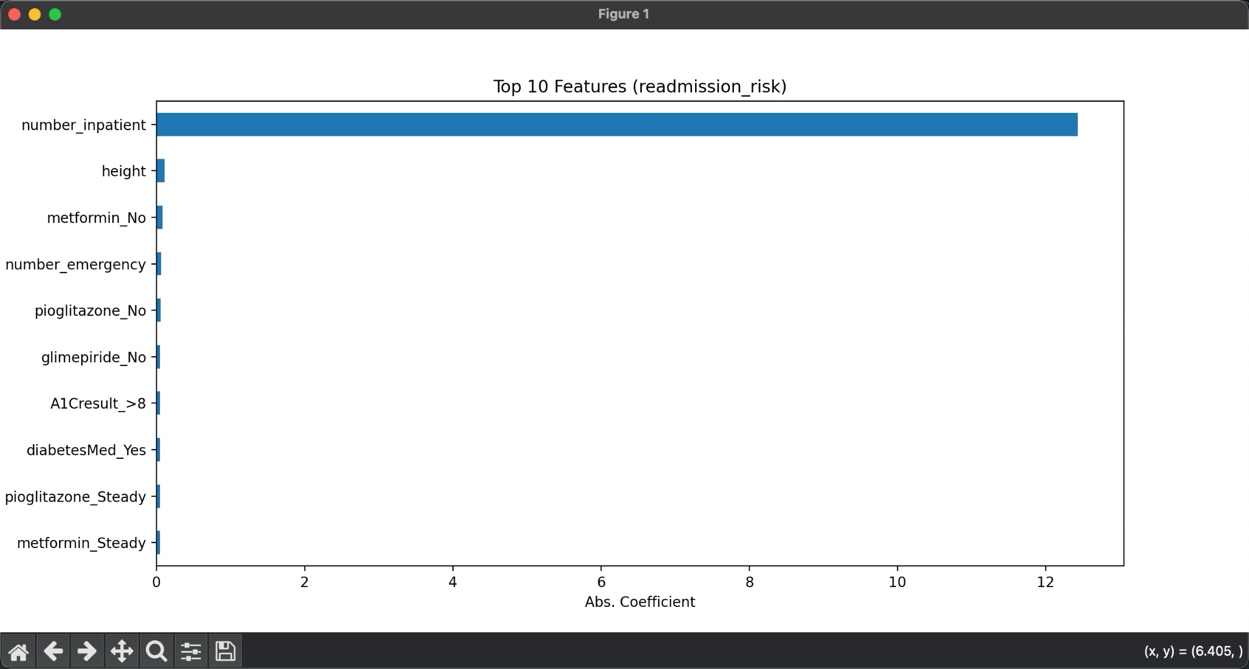 Figure 1
Top 10 Features (readmission_risk)
number_inpatient
height
metformin_No
number_emergency
pioglitazone_No
glimepiride_No
A1Cresult_>8
diabetesMed_Yes
pioglitazone_Steady
metformin_Steady
0 2 4 6 8 10 12
Abs. Coefficient
(x, y) = (6.405, )